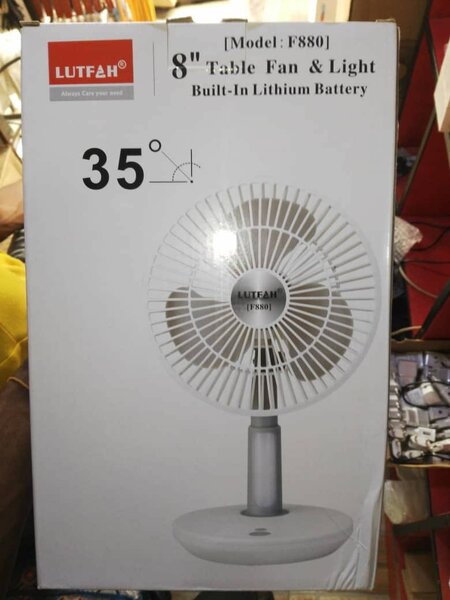 LUTFAH®
Always Care your need
[Model: F880]
8" Table Fan & Light
Built-In Lithium Battery
35°
LUTFAH
[F880]